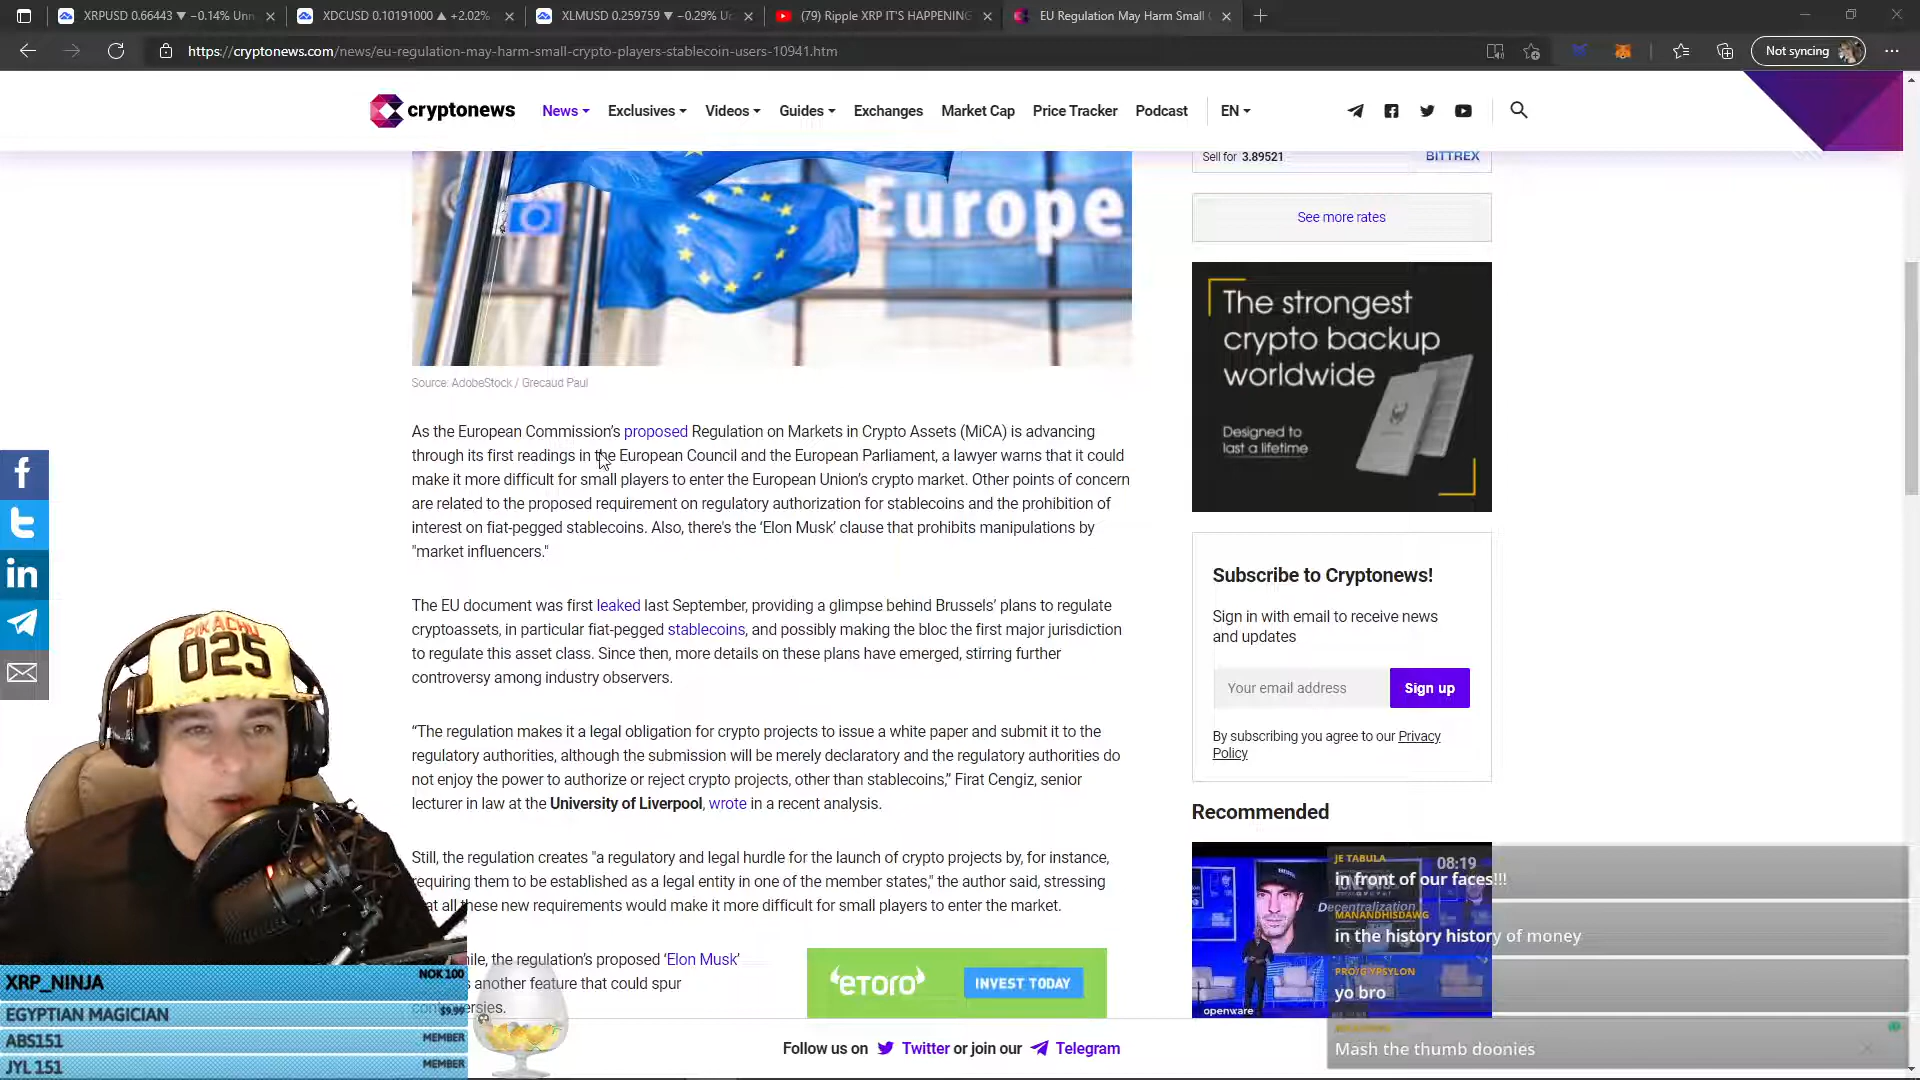 XRPUSD 0.66443 ▼ −0.14% Unn
XDCUSD 0.10191000 ▲ +2.02%
XLMUSD 0.259759 ▼ −0.29%
(79) Ripple XRP IT'S HAPPENING
EU Regulation May Harm Small
https://cryptonews.com/news/eu-regulation-may-harm-small-crypto-players-stablecoin-users-10941.htm
Not syncing
cryptonews
News
Exclusives
Videos
Guides
Exchanges
Market Cap
Price Tracker
Podcast
EN
Europe
Source: AdobeStock / Grecaud Paul
As the European Commission's proposed Regulation on Markets in Crypto Assets (MiCA) is advancing
through its first readings in the European Council and the European Parliament, a lawyer warns that it could
make it more difficult for small players to enter the European Union's crypto market. Other points of concern
are related to the proposed requirement on regulatory authorization for stablecoins and the prohibition of
interest on fiat-pegged stablecoins. Also, there's the 'Elon Musk' clause that prohibits manipulations by
"market influencers."
The EU document was first leaked last September, providing a glimpse behind Brussels' plans to regulate
cryptoassets, in particular fiat-pegged stablecoins, and possibly making the bloc the first major jurisdiction
to regulate this asset class. Since then, more details on these plans have emerged, stirring further
controversy among industry observers.
“The regulation makes it a legal obligation for crypto projects to issue a white paper and submit it to the
regulatory authorities, although the submission will be merely declaratory and the regulatory authorities do
not enjoy the power to authorize or reject crypto projects, other than stablecoins,” Firat Cengiz, senior
lecturer in law at the University of Liverpool, wrote in a recent analysis.
Still, the regulation creates "a regulatory and legal hurdle for the launch of crypto projects by, for instance,
requiring them to be established as a legal entity in one of the member states," the author said, stressing
all these new requirements would make it more difficult for small players to enter the market.
the regulation's proposed 'Elon Musk'
another feature that could spur
Sell for 3.89521
BITTREX
See more rates
The strongest
crypto backup
worldwide
Designed to
last a lifetime
Subscribe to Cryptonews!
Sign in with email to receive news
and updates
Your email address
Sign up
By subscribing you agree to our Privacy
Policy
Recommended
Decentralization
openware
JE TABULA
08:19
in front of our faces!!!
MANANDHISDAWG
in the history history of money
PRO/G YPSYLON
yo bro
Mash the thumb doonies
eTORO
INVEST TODAY
Follow us on Twitter or join our Telegram
PIKACHU
025
XRP_NINJA
NOK 100
EGYPTIAN MAGICIAN
$9.99
ABS151
MEMBER
JYL 151
MEMBER